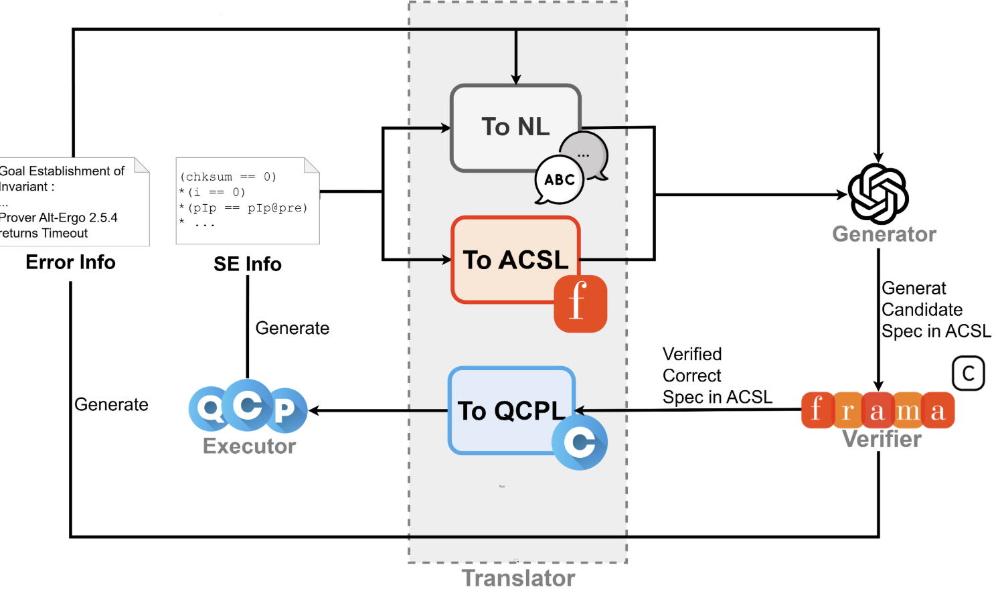 To NL
...
ABC
Goal Establishment of
Invariant :
...
Prover Alt-Ergo 2.5.4
returns Timeout
Error Info
(chksum == 0)
*(i == 0)
*(pIp == pIp@pre)
* ...
SE Info
To ACSL
f
Generator
Generat
Candidate
Spec in ACSL
Generate
Verified
Correct
Spec in ACSL
C
Generate
QCP
Executor
To QCPL
C
frama
Verifier
Text
Translator